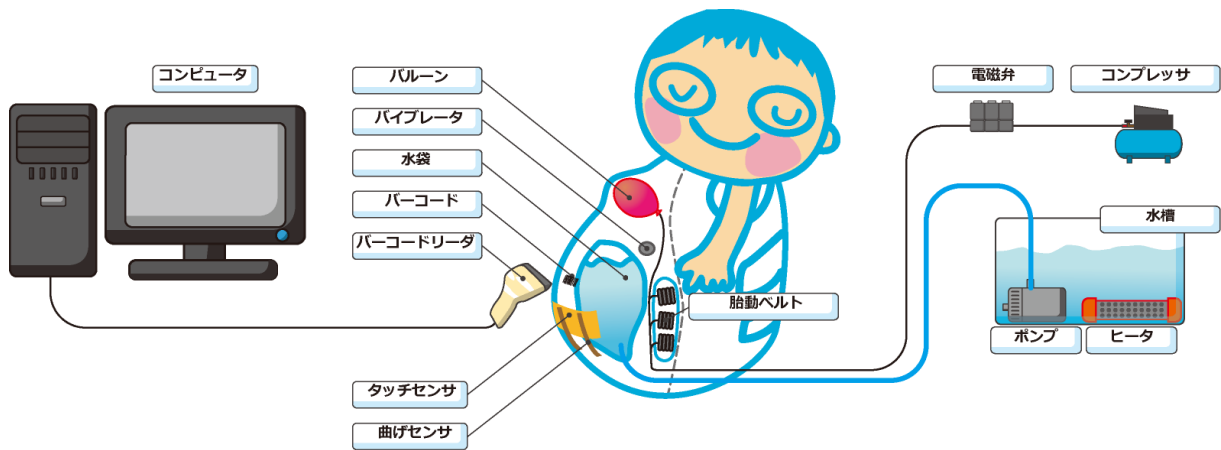 コンピュータ
バルーン
バイブレータ
水袋
バーコード
バーコードリーダ
タッチセンサ
曲げセンサ
胎動ベルト
電磁弁
コンプレッサ
水槽
ポンプ
ヒータ